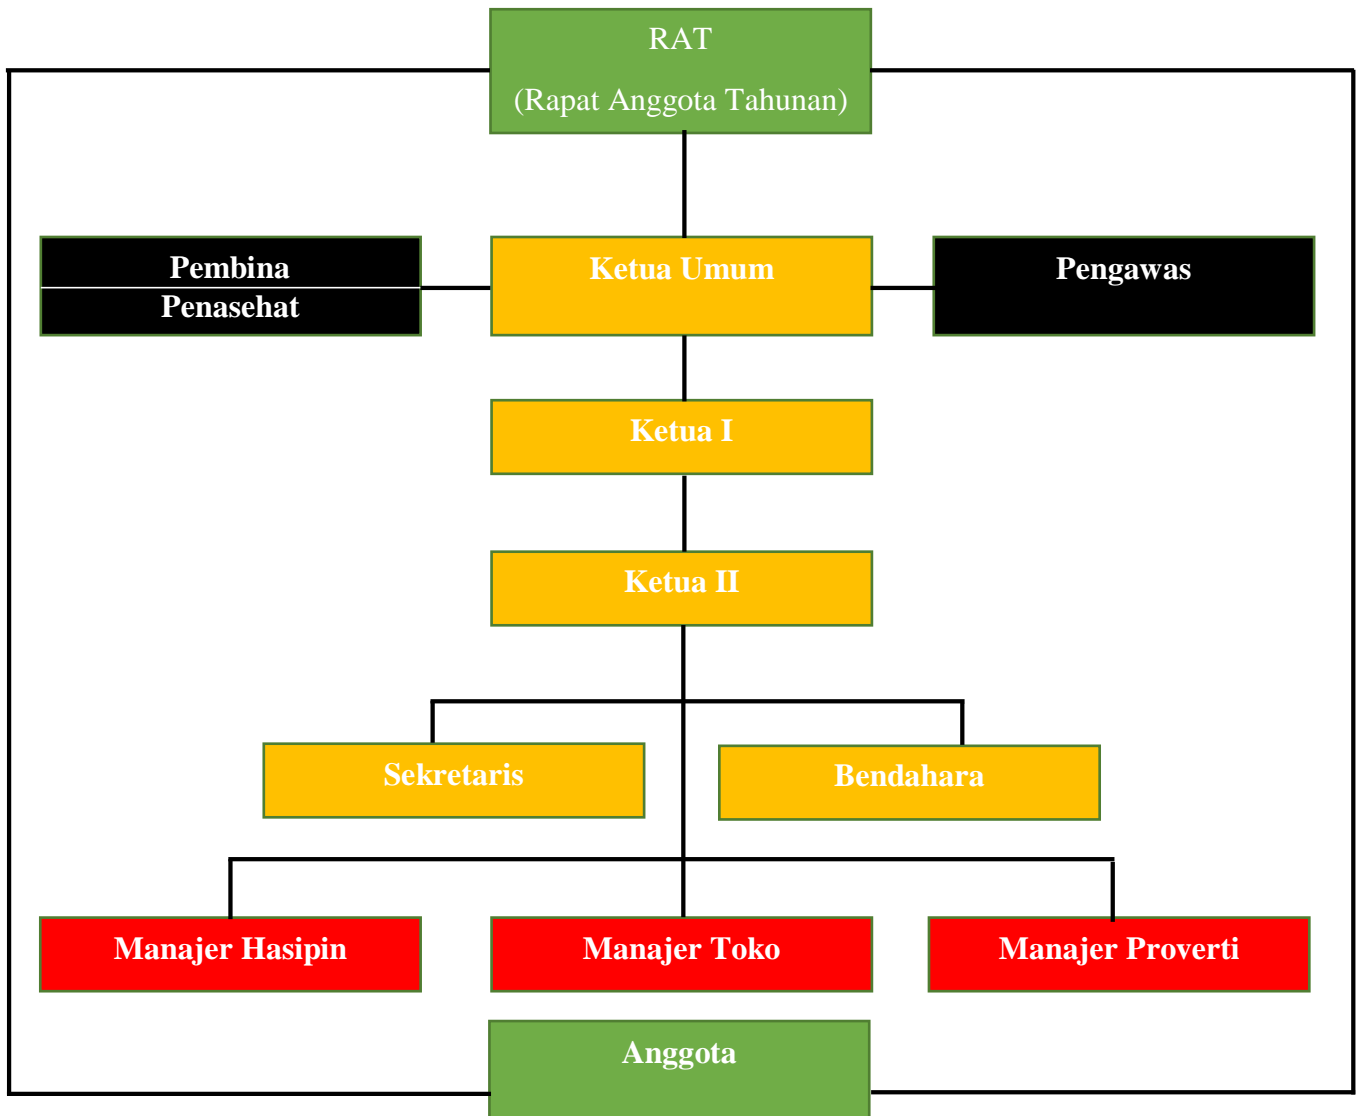 RAT
(Rapat Anggota Tahunan)
Pembina
Penasehat
Ketua Umum
Pengawas
Ketua I
Ketua II
Sekretaris
Bendahara
Manajer Hasipin
Manajer Toko
Manajer Proverti
Anggota